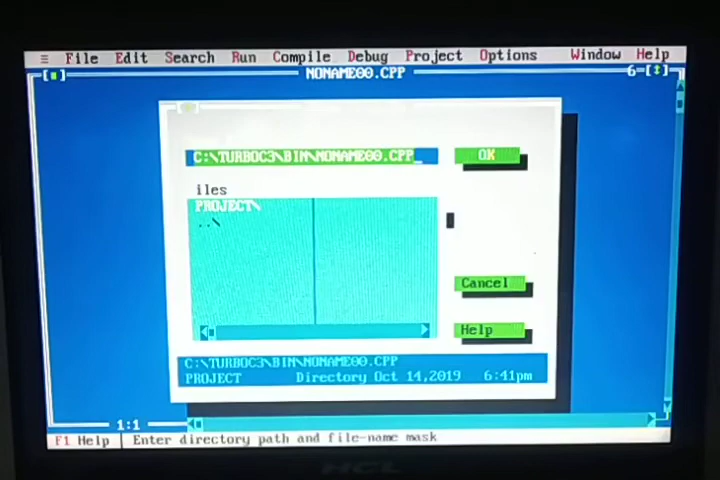 ≡ File Edit Search Run Compile Debug Project Options Window Help
NONAME00.CPP 6
C:\TURBOC3\BIN\NONAME00.CPP
OK
iles
PROJECT\
..\
Cancel
Help
C:\TURBOC3\BIN\NONAME00.CPP
PROJECT Directory Oct 14,2019 6:41pm
1:1
F1 Help Enter directory path and file-name mask
HCL